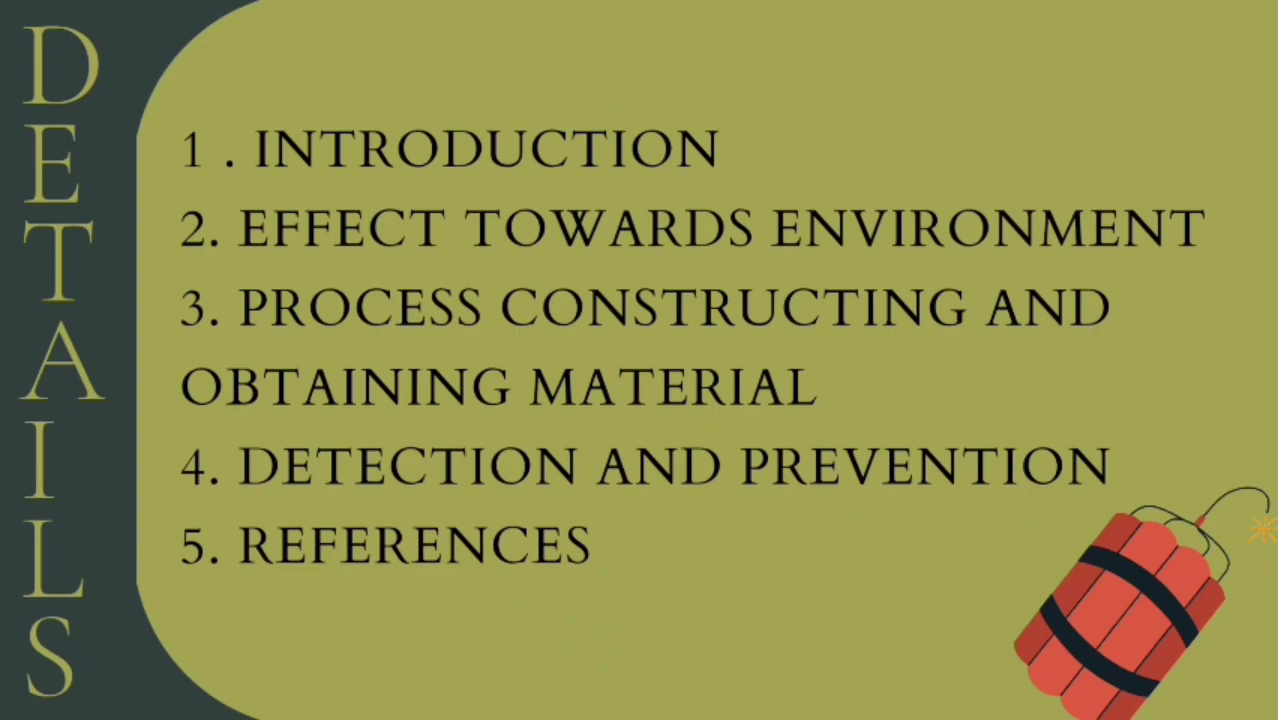 DETAILS
1 . INTRODUCTION
2. EFFECT TOWARDS ENVIRONMENT
3. PROCESS CONSTRUCTING AND
OBTAINING MATERIAL
4. DETECTION AND PREVENTION
5. REFERENCES